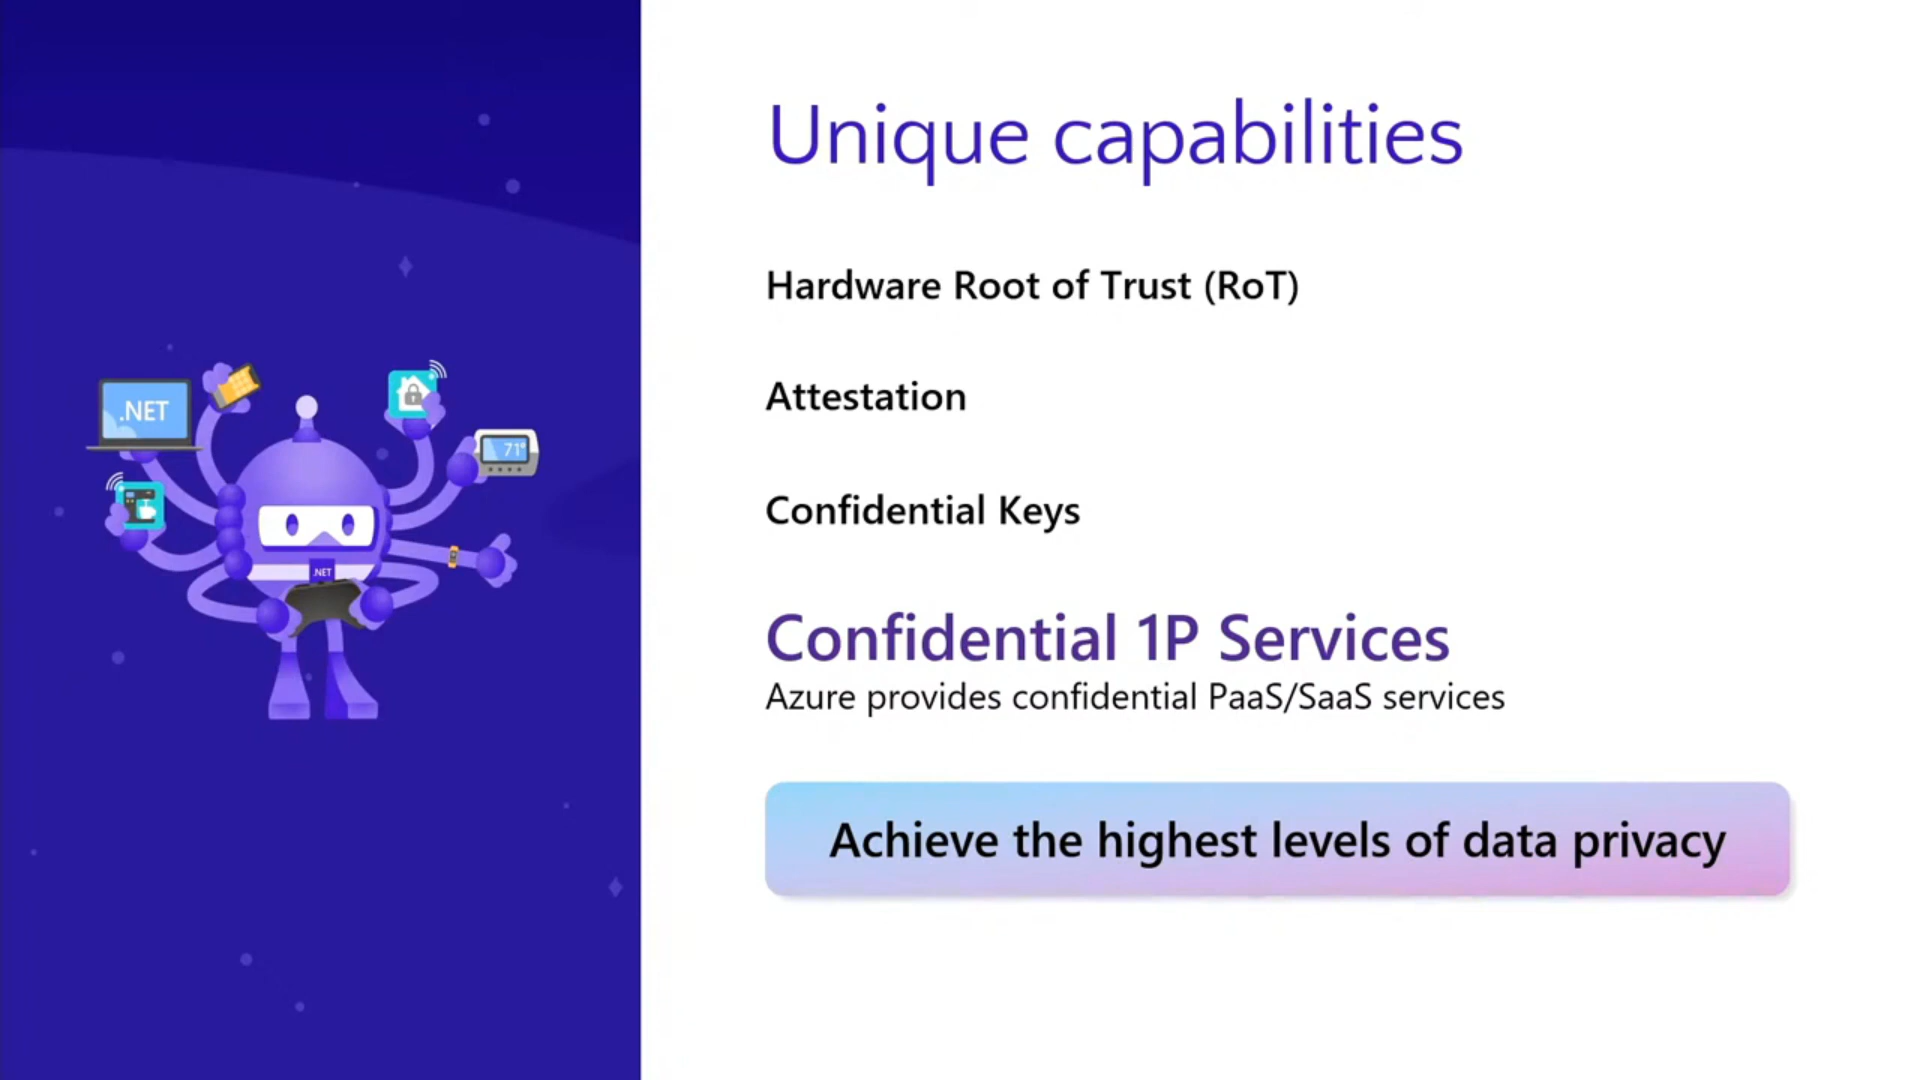 Unique capabilities
Hardware Root of Trust (RoT)
Attestation
Confidential Keys
Confidential 1P Services
Azure provides confidential PaaS/SaaS services
Achieve the highest levels of data privacy
.NET
71°
.NET